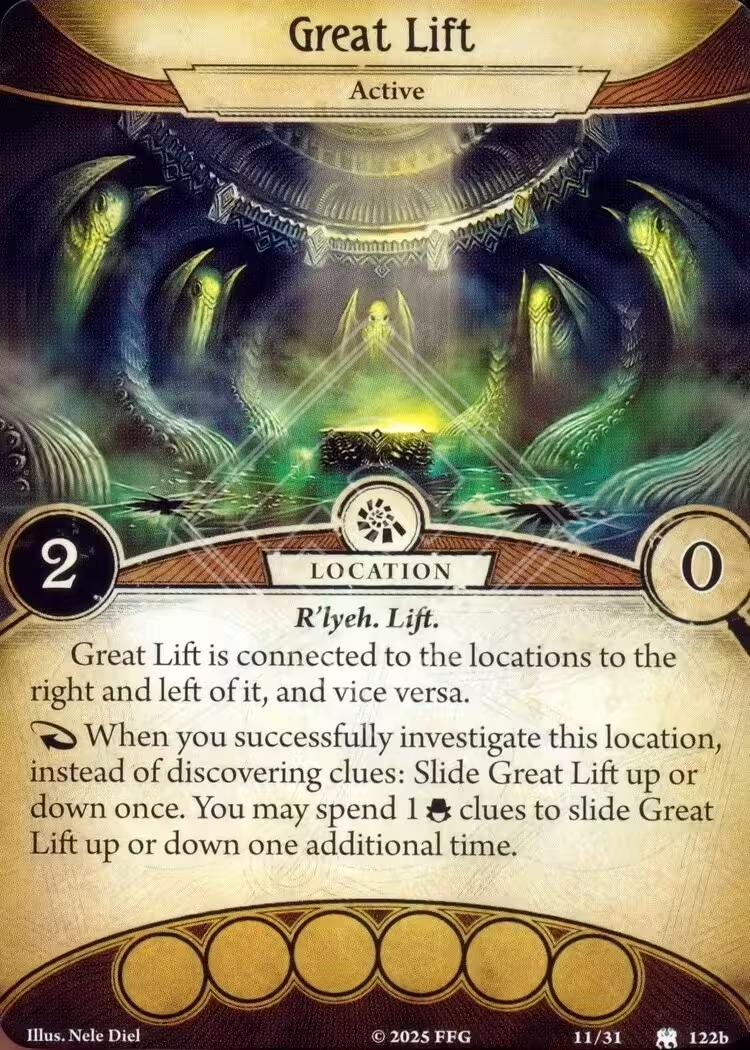 Great Lift
Active
2
0
LOCATION
R'lyeh. Lift.
Great Lift is connected to the locations to the
right and left of it, and vice versa.
When you successfully investigate this location,
instead of discovering clues: Slide Great Lift up or
down once. You may spend 1 clues to slide Great
Lift up or down one additional time.
Illus. Nele Diel
© 2025 FFG
11/31
122b